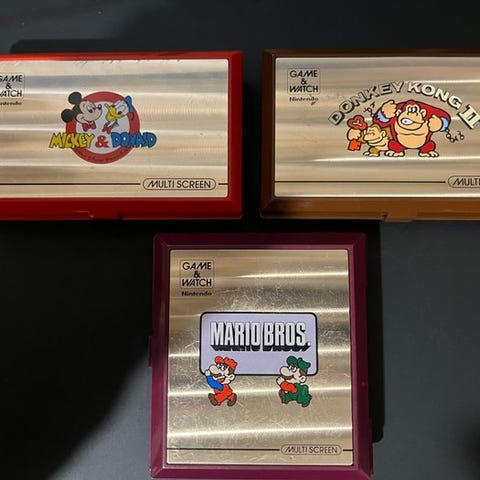 GAME
&
WATCH
Nintendo
MICKEY & DONALD
MULTI SCREEN
GAME
&
WATCH
Nintendo
DONKEY KONG II
MULTI
GAME
&
WATCH
Nintendo
MARIO BROS.
MULTI SCREEN